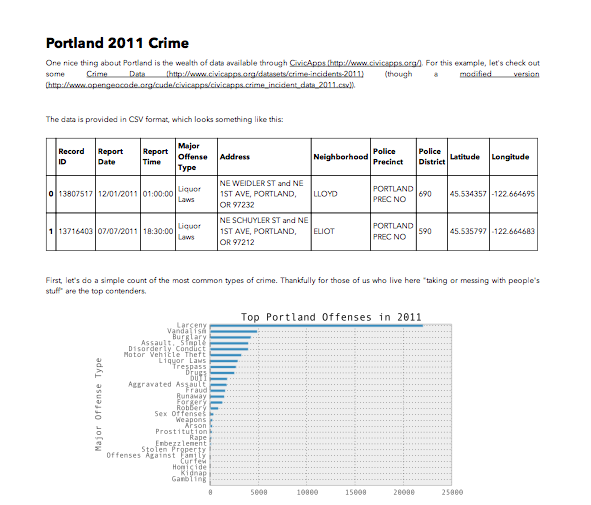 Portland 2011 Crime
One nice thing about Portland is the wealth of data available through CivicApps (http://www.civicapps.org/). For this example, let's check out
some Crime Data (http://www.civicapps.org/datasets/crime-incidents-2011) (though a modified version
(http://www.opengeocode.org/cude/civicapps/civicapps.crime_incident_data_2011.csv)).
The data is provided in CSV format, which looks something like this:
Record ID Report Date Report Time Major Offense Type Address Neighborhood Police Precinct Police District Latitude Longitude
0 13807517 12/01/2011 01:00:00 Liquor Laws NE WEIDLER ST and NE 1ST AVE, PORTLAND, OR 97232 LLOYD PORTLAND PREC NO 690 45.534357 -122.664695
1 13716403 07/07/2011 18:30:00 Liquor Laws NE SCHUYLER ST and NE 1ST AVE, PORTLAND, OR 97212 ELIOT PORTLAND PREC NO 590 45.535797 -122.664683
First, let's do a simple count of the most common types of crime. Thankfully for those of us who live here "taking or messing with people's
stuff" are the top contenders.
Top Portland Offenses in 2011
Major Offense Type
Larceny
Vandalism
Burglary
Assault, Simple
Disorderly Conduct
Motor Vehicle Theft
Liquor Laws
Trespass
Drugs
DUII
Aggravated Assault
Fraud
Runaway
Forgery
Robbery
Sex Offenses
Weapons
Arson
Prostitution
Rape
Embezzlement
Stolen Property
Offenses Against Family
Curfew
Homicide
Kidnap
Gambling
0 5000 10000 15000 20000 25000